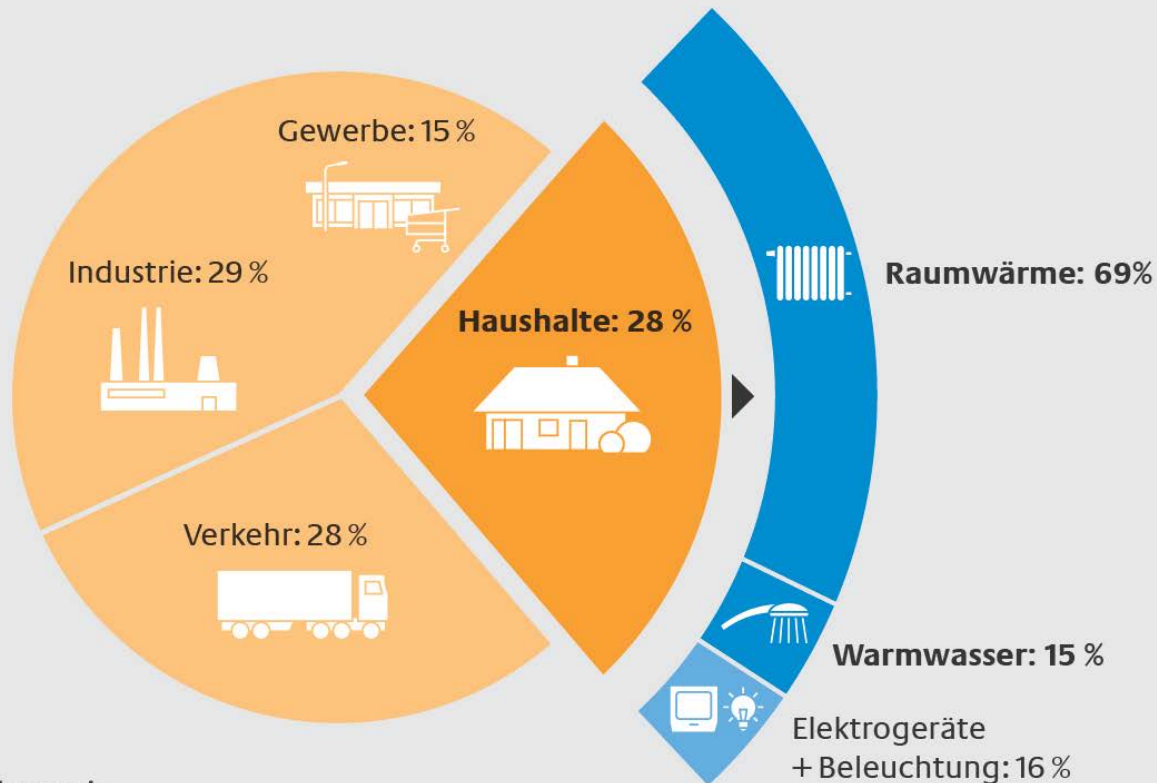 Gewerbe: 15 %
Industrie: 29 %
Raumwärme: 69%
Haushalte: 28 %
Verkehr: 28 %
Warmwasser: 15 %
Elektrogeräte
+ Beleuchtung: 16 %